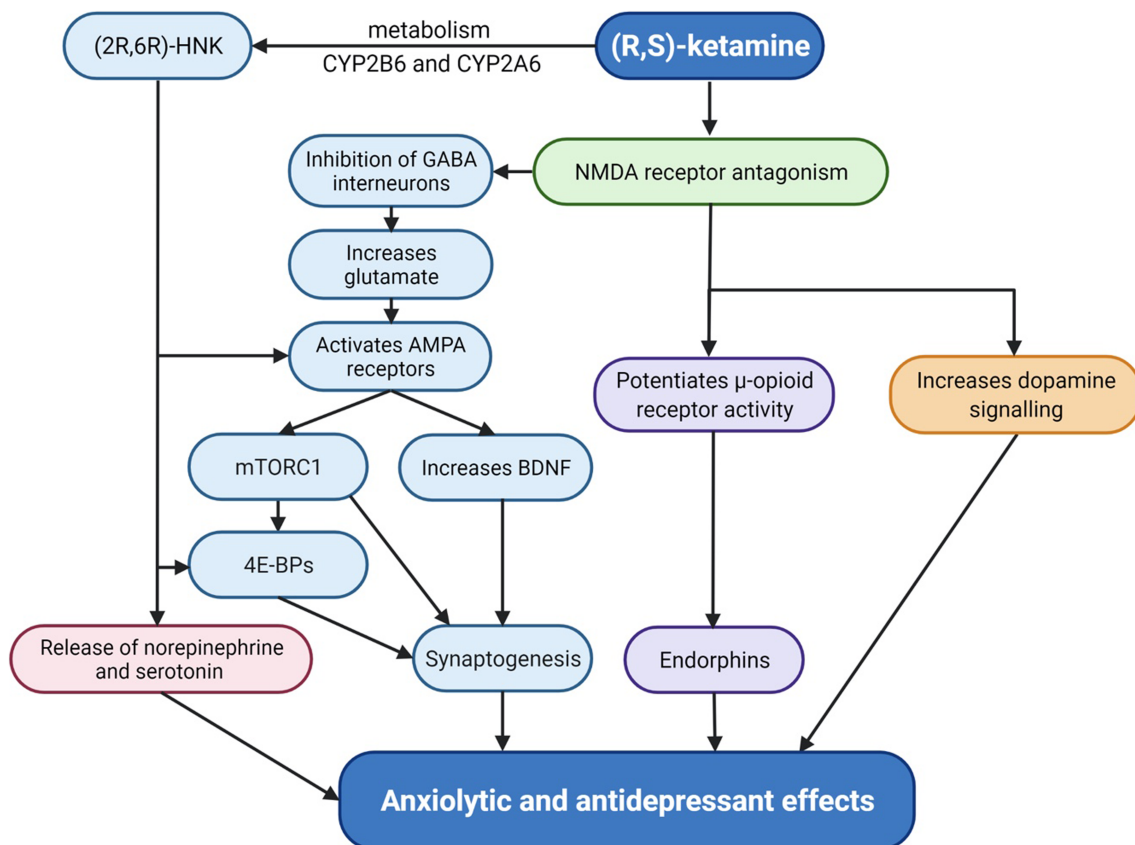 (2R,6R)-HNK
metabolism
CYP2B6 and CYP2A6
(R,S)-ketamine
Inhibition of GABA
interneurons
NMDA receptor antagonism
Increases
glutamate
Activates AMPA
receptors
Potentiates μ-opioid
receptor activity
Increases dopamine
signalling
mTORC1
Increases BDNF
4E-BPs
Release of norepinephrine
and serotonin
Synaptogenesis
Endorphins
Anxiolytic and antidepressant effects